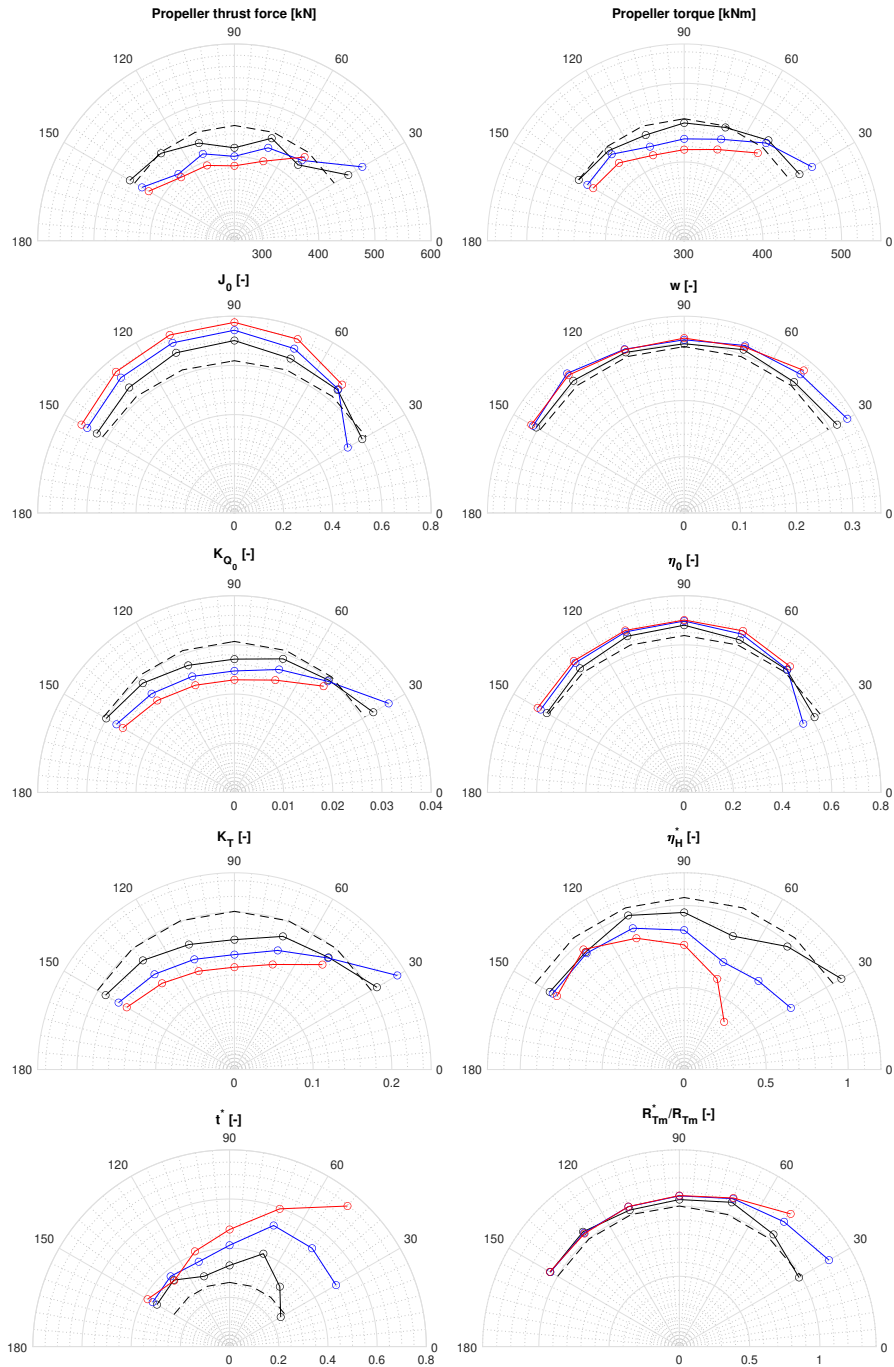 Propeller thrust force [kN] Propeller torque [kNm]
90 90
120 60 120 60
150 30 150 30
180 0 180 0
300 400 500 600 300 400 500
J0 [-] w [-]
90 90
120 60 120 60
150 30 150 30
180 0 180 0
0 0.2 0.4 0.6 0.8 0 0.1 0.2 0.3
KQ0 [-] η0 [-]
90 90
120 60 120 60
150 30 150 30
180 0 180 0
0 0.01 0.02 0.03 0.04 0 0.2 0.4 0.6 0.8
KT [-] η*H [-]
90 90
120 60 120 60
150 30 150 30
180 0 180 0
0 0.1 0.2 0 0.5 1
t* [-] R*Tm/RTm [-]
90 90
120 60 120 60
150 30 150 30
180 0 180 0
0 0.2 0.4 0.6 0.8 0 0.5 1